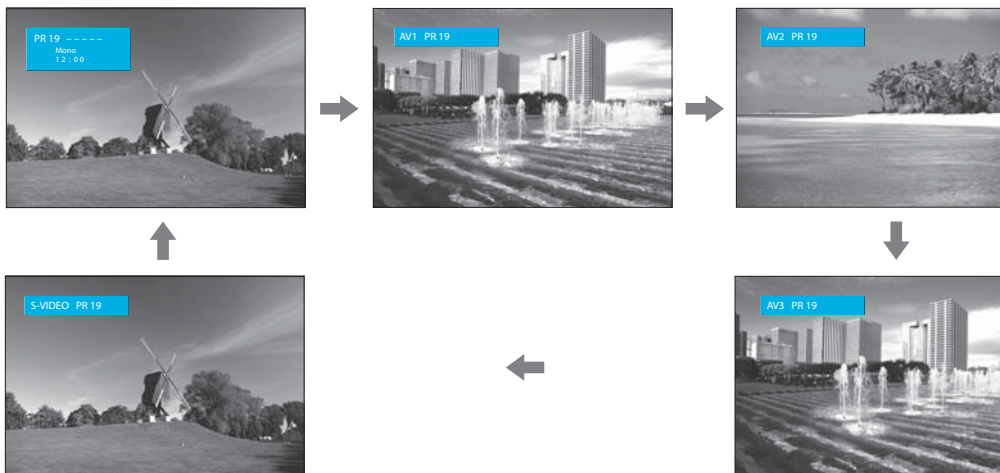 PR 19 – – – – –
Mono
12 : 00
AV1 PR 19
AV2 PR 19
AV3 PR 19
S-VIDEO PR 19